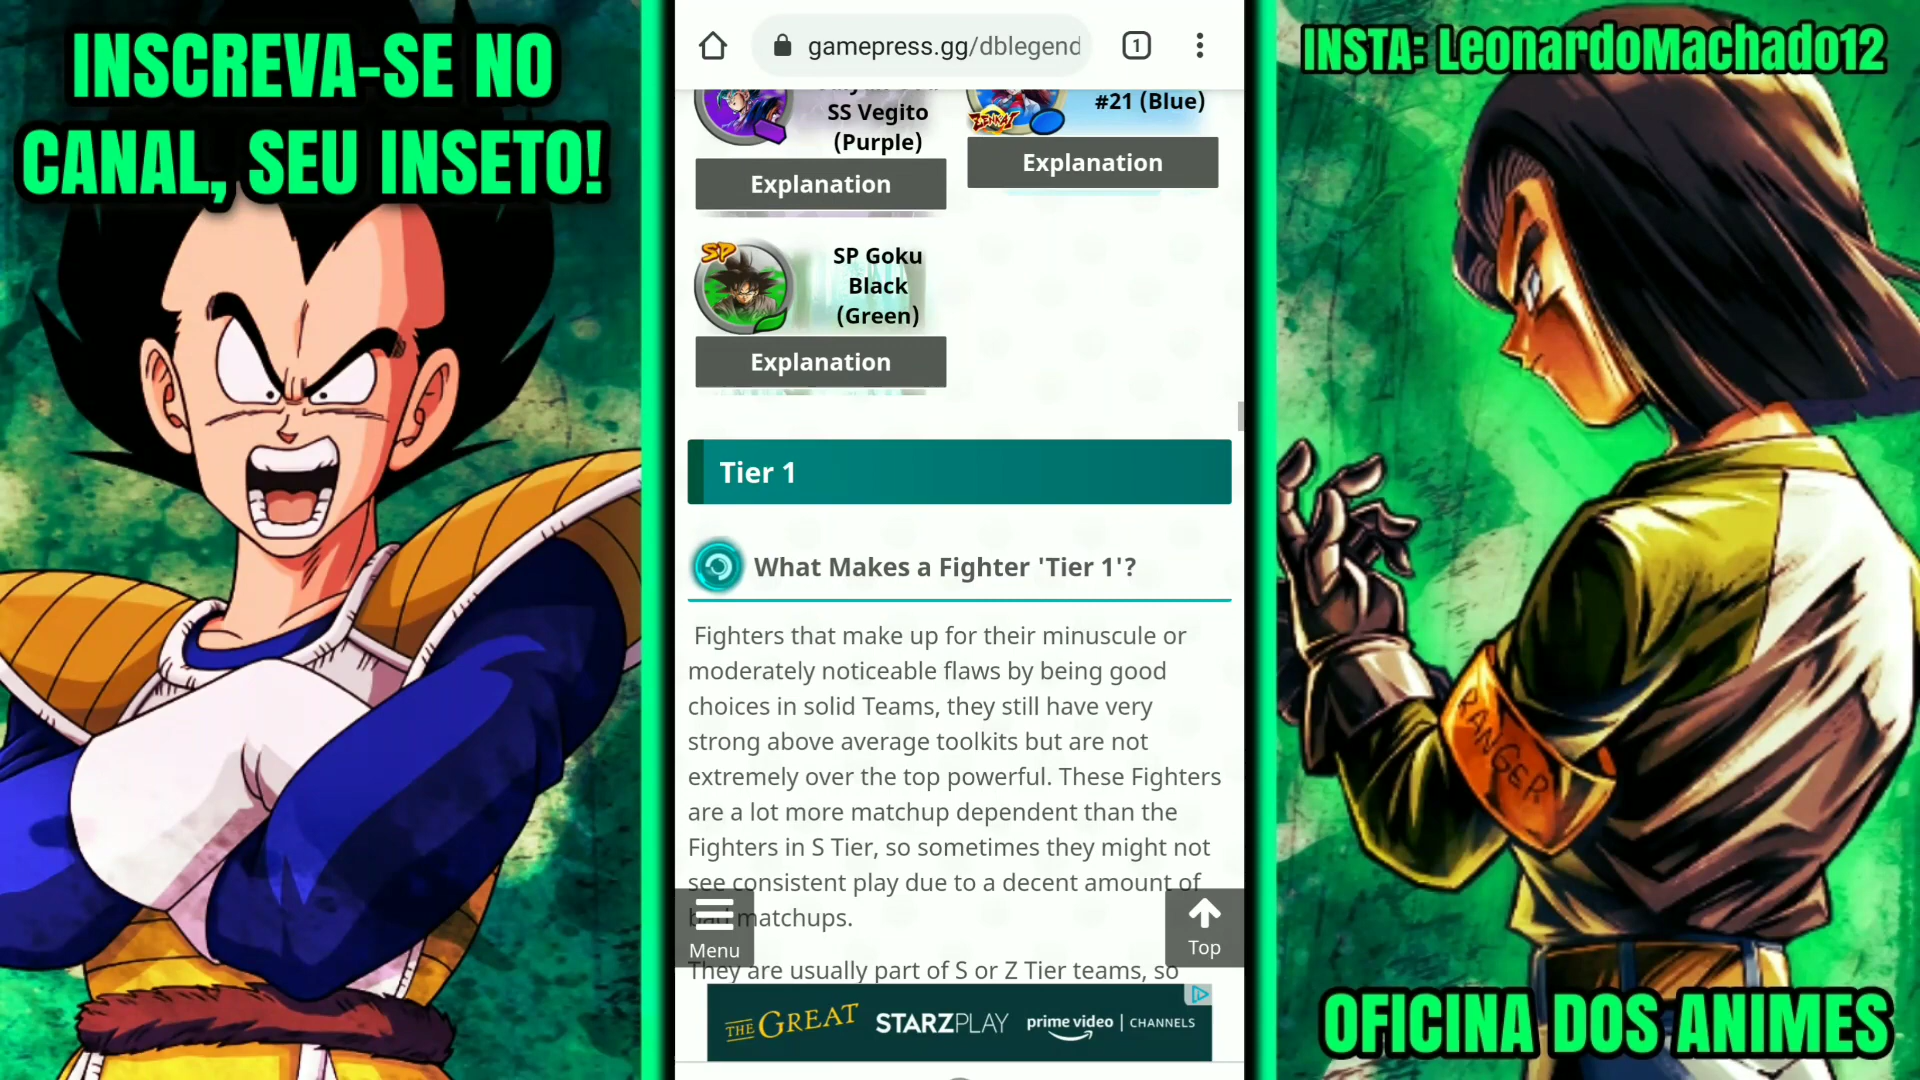 INSCREVA-SE NO
CANAL, SEU INSETO!
gamepress.gg/dblegend
1
SS Vegito
(Purple)
Explanation
#21 (Blue)
ZENKAI
Explanation
SP
SP Goku
Black
(Green)
Explanation
Tier 1
What Makes a Fighter 'Tier 1'?
Fighters that make up for their minuscule or
moderately noticeable flaws by being good
choices in solid Teams, they still have very
strong above average toolkits but are not
extremely over the top powerful. These Fighters
are a lot more matchup dependent than the
Fighters in S Tier, so sometimes they might not
see consistent play due to a decent amount of
bad matchups.
They are usually part of S or Z Tier teams, so
Menu
Top
THE GREAT
STARZPLAY
prime video | CHANNELS
INSTA: LeonardoMachado12
RANGER
OFICINA DOS ANIMES